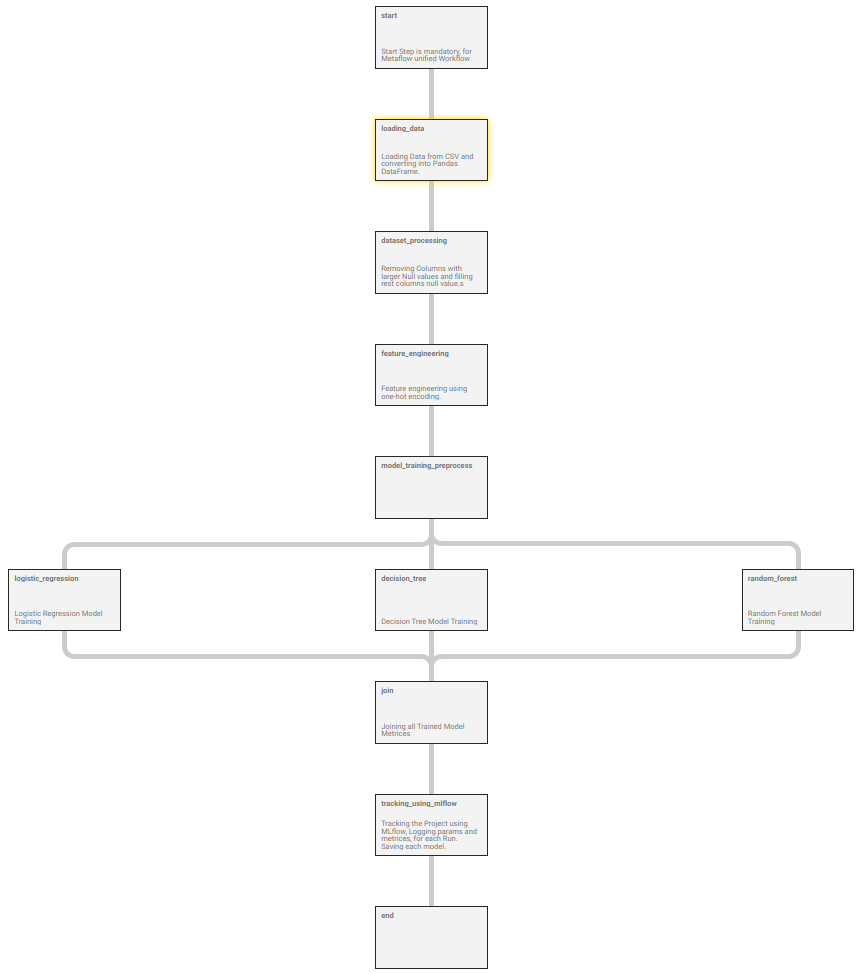 start
Start Step is mandatory, for
Metaflow unified Workflow
loading_data
Loading Data from CSV and
converting into Pandas
DataFrame.
dataset_processing
Removing Columns with
larger Null values and filling
rest columns null value.s
feature_engineering
Feature engineering using
one-hot encoding.
model_training_preprocess
logistic_regression
Logistic Regression Model
Training
decision_tree
Decision Tree Model Training
random_forest
Random Forest Model
Training
join
Joining all Trained Model
Metrices
tracking_using_mlflow
Tracking the Project using
MLflow, Logging params and
metrices, for each Run.
Saving each model.
end